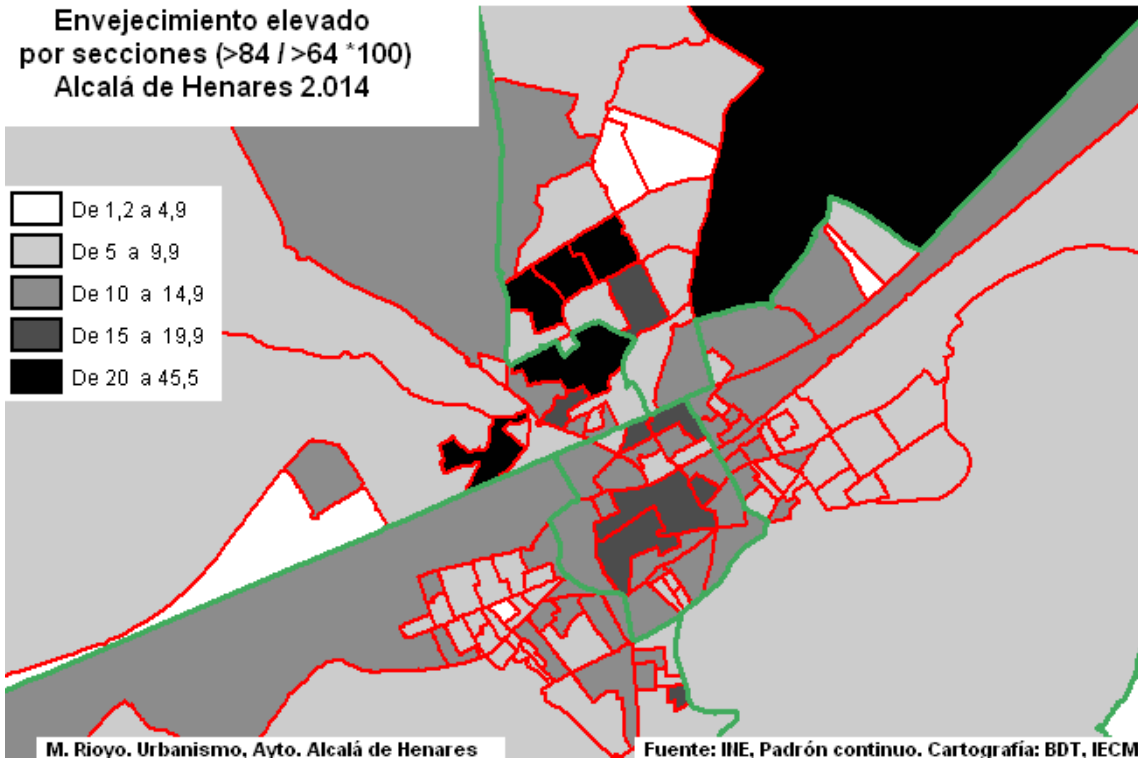 Envejecimiento elevado
por secciones (>84 / >64 *100)
Alcalá de Henares 2.014
De 1,2 a 4,9
De 5 a 9,9
De 10 a 14,9
De 15 a 19,9
De 20 a 45,5
M. Rioyo. Urbanismo, Ayto. Alcalá de Henares
Fuente: INE, Padrón continuo. Cartografía: BDT, IECM